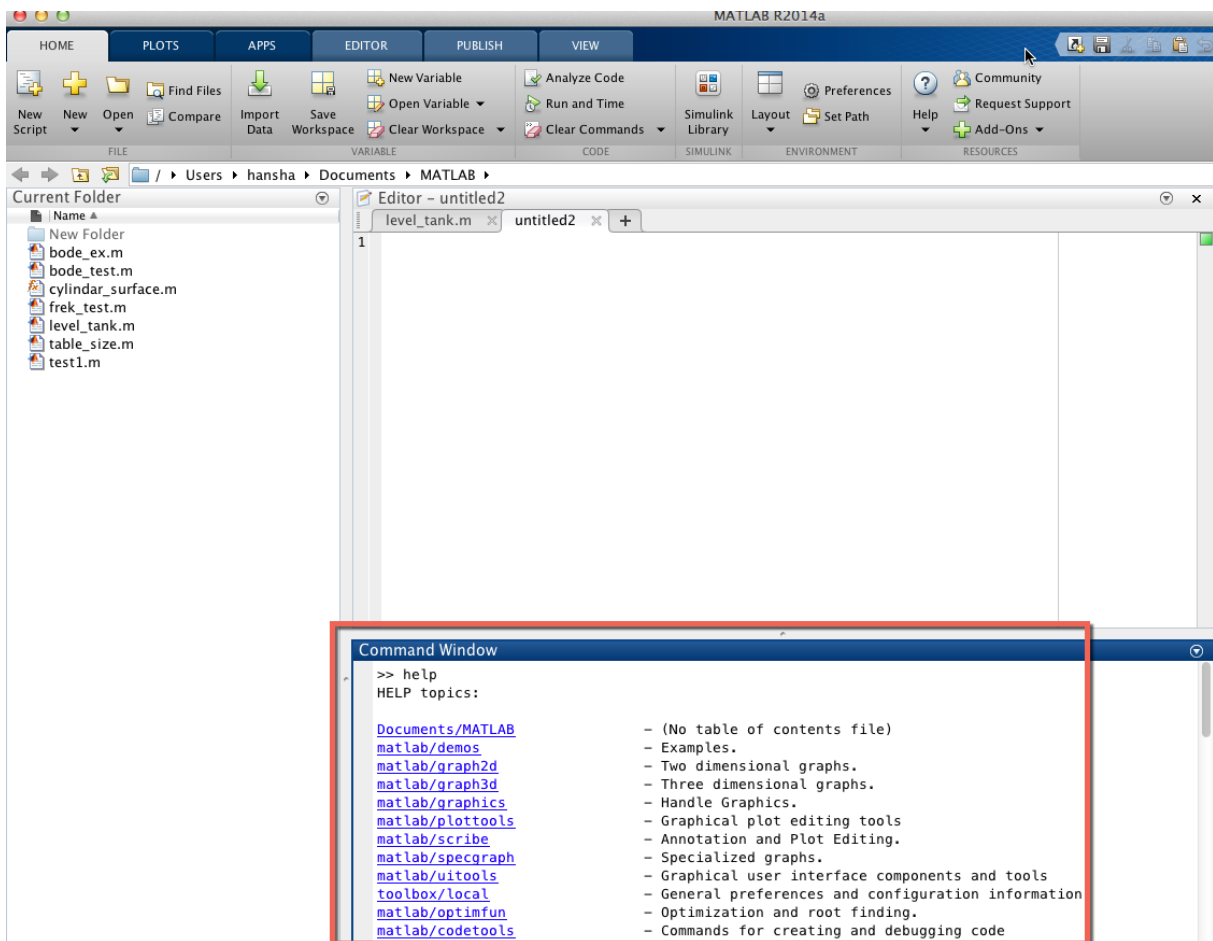 MATLAB R2014a
HOME PLOTS APPS EDITOR PUBLISH VIEW
New Script
New
Open
Find Files
Compare
FILE
Import Data
Save Workspace
New Variable
Open Variable
Clear Workspace
VARIABLE
Analyze Code
Run and Time
Clear Commands
CODE
Simulink Library
SIMULINK
Layout
Preferences
Set Path
ENVIRONMENT
? Help
Community
Request Support
Add-Ons
RESOURCES
/ Users hansha Documents MATLAB
Current Folder
Name
New Folder
bode_ex.m
bode_test.m
cylindar_surface.m
frek_test.m
level_tank.m
table_size.m
test1.m
Editor – untitled2
level_tank.m × untitled2 × +
1
Command Window
>> help
HELP topics:
Documents/MATLAB – (No table of contents file)
matlab/demos – Examples.
matlab/graph2d – Two dimensional graphs.
matlab/graph3d – Three dimensional graphs.
matlab/graphics – Handle Graphics.
matlab/plottools – Graphical plot editing tools
matlab/scribe – Annotation and Plot Editing.
matlab/specgraph – Specialized graphs.
matlab/uitools – Graphical user interface components and tools
toolbox/local – General preferences and configuration information
matlab/optimfun – Optimization and root finding.
matlab/codetools – Commands for creating and debugging code